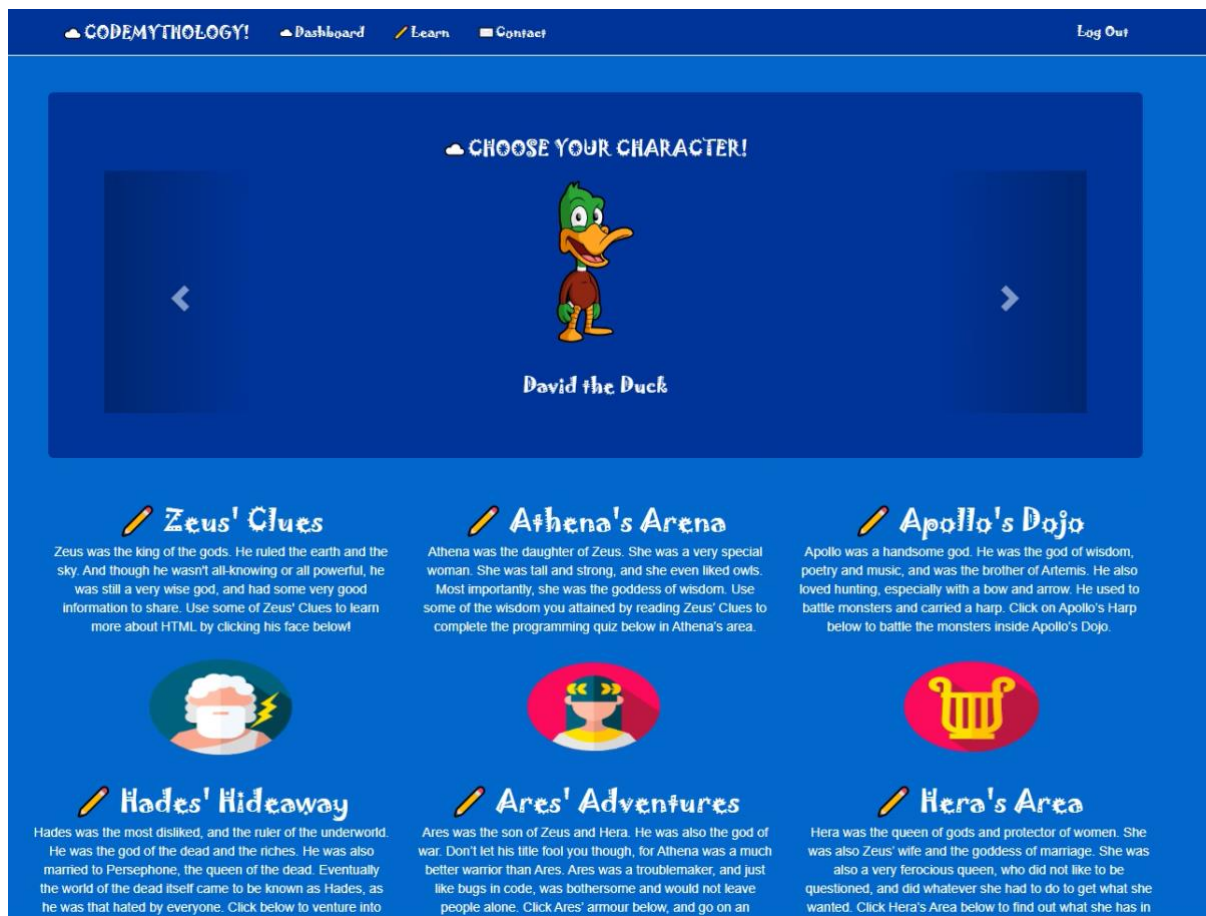 CODEMYTHOLOGY! Dashboard Learn Contact Log Out
CHOOSE YOUR CHARACTER!
David the Duck
Zeus' Clues
Zeus was the king of the gods. He ruled the earth and the
sky. And though he wasn't all-knowing or all powerful, he
was still a very wise god, and had some very good
information to share. Use some of Zeus' Clues to learn
more about HTML by clicking his face below!
Athena's Arena
Athena was the daughter of Zeus. She was a very special
woman. She was tall and strong, and she even liked owls.
Most importantly, she was the goddess of wisdom. Use
some of the wisdom you attained by reading Zeus' Clues to
complete the programming quiz below in Athena's area.
Apollo's Dojo
Apollo was a handsome god. He was the god of wisdom,
poetry and music, and was the brother of Artemis. He also
loved hunting, especially with a bow and arrow. He used to
battle monsters and carried a harp. Click on Apollo's Harp
below to battle the monsters inside Apollo's Dojo.
Hades' Hideaway
Hades was the most disliked, and the ruler of the underworld.
He was the god of the dead and the riches. He was also
married to Persephone, the queen of the dead. Eventually
the world of the dead itself came to be known as Hades, as
he was that hated by everyone. Click below to venture into
Ares' Adventures
Ares was the son of Zeus and Hera. He was also the god of
war. Don't let his title fool you though, for Athena was a much
better warrior than Ares. Ares was a troublemaker, and just
like bugs in code, was bothersome and would not leave
people alone. Click Ares' armour below, and go on an
Hera's Area
Hera was the queen of gods and protector of women. She
was also Zeus' wife and the goddess of marriage. She was
also a very ferocious queen, who did not like to be
questioned, and did whatever she had to do to get what she
wanted. Click Hera's Area below to find out what she has in